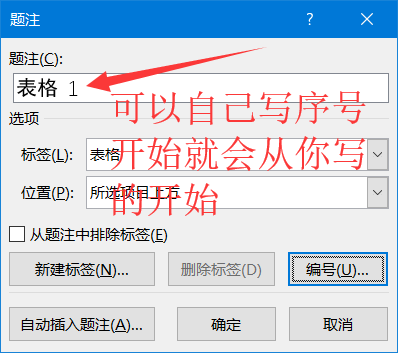 题注
?
题注(C):
表格 1
可以自己写序号
开始就会从你写
的开始
选项
标签(L):
表格
位置(P):
所选项目上方
从题注中排除标签(E)
新建标签(N)...
删除标签(D)
编号(U)...
自动插入题注(A)...
确定
取消